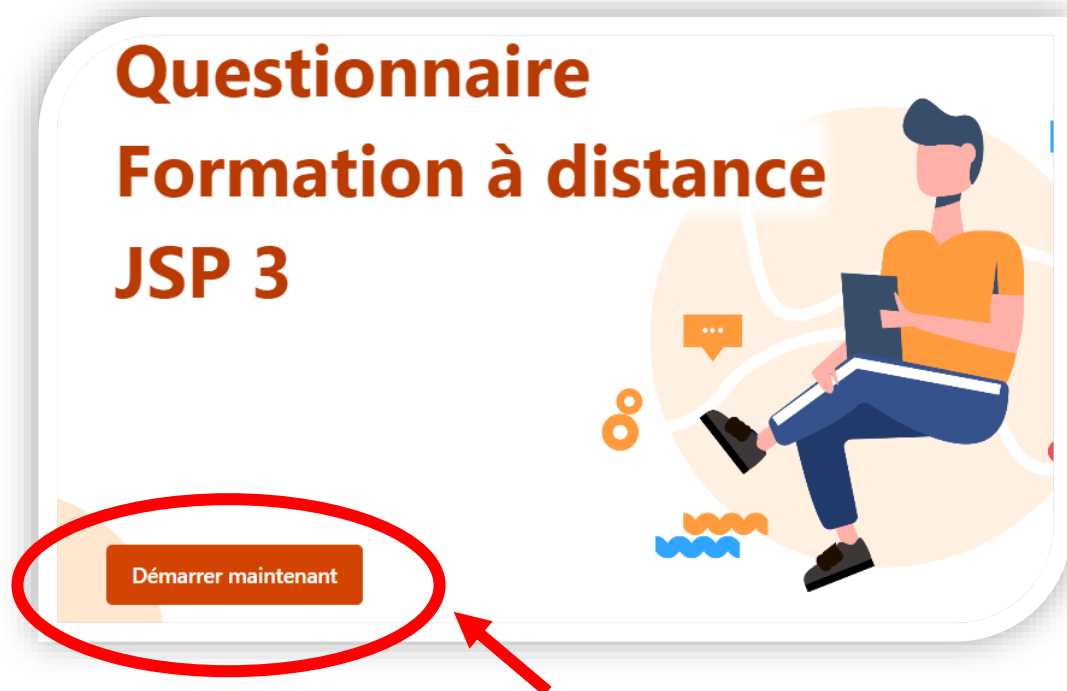 Questionnaire
Formation à distance
JSP 3
Démarrer maintenant